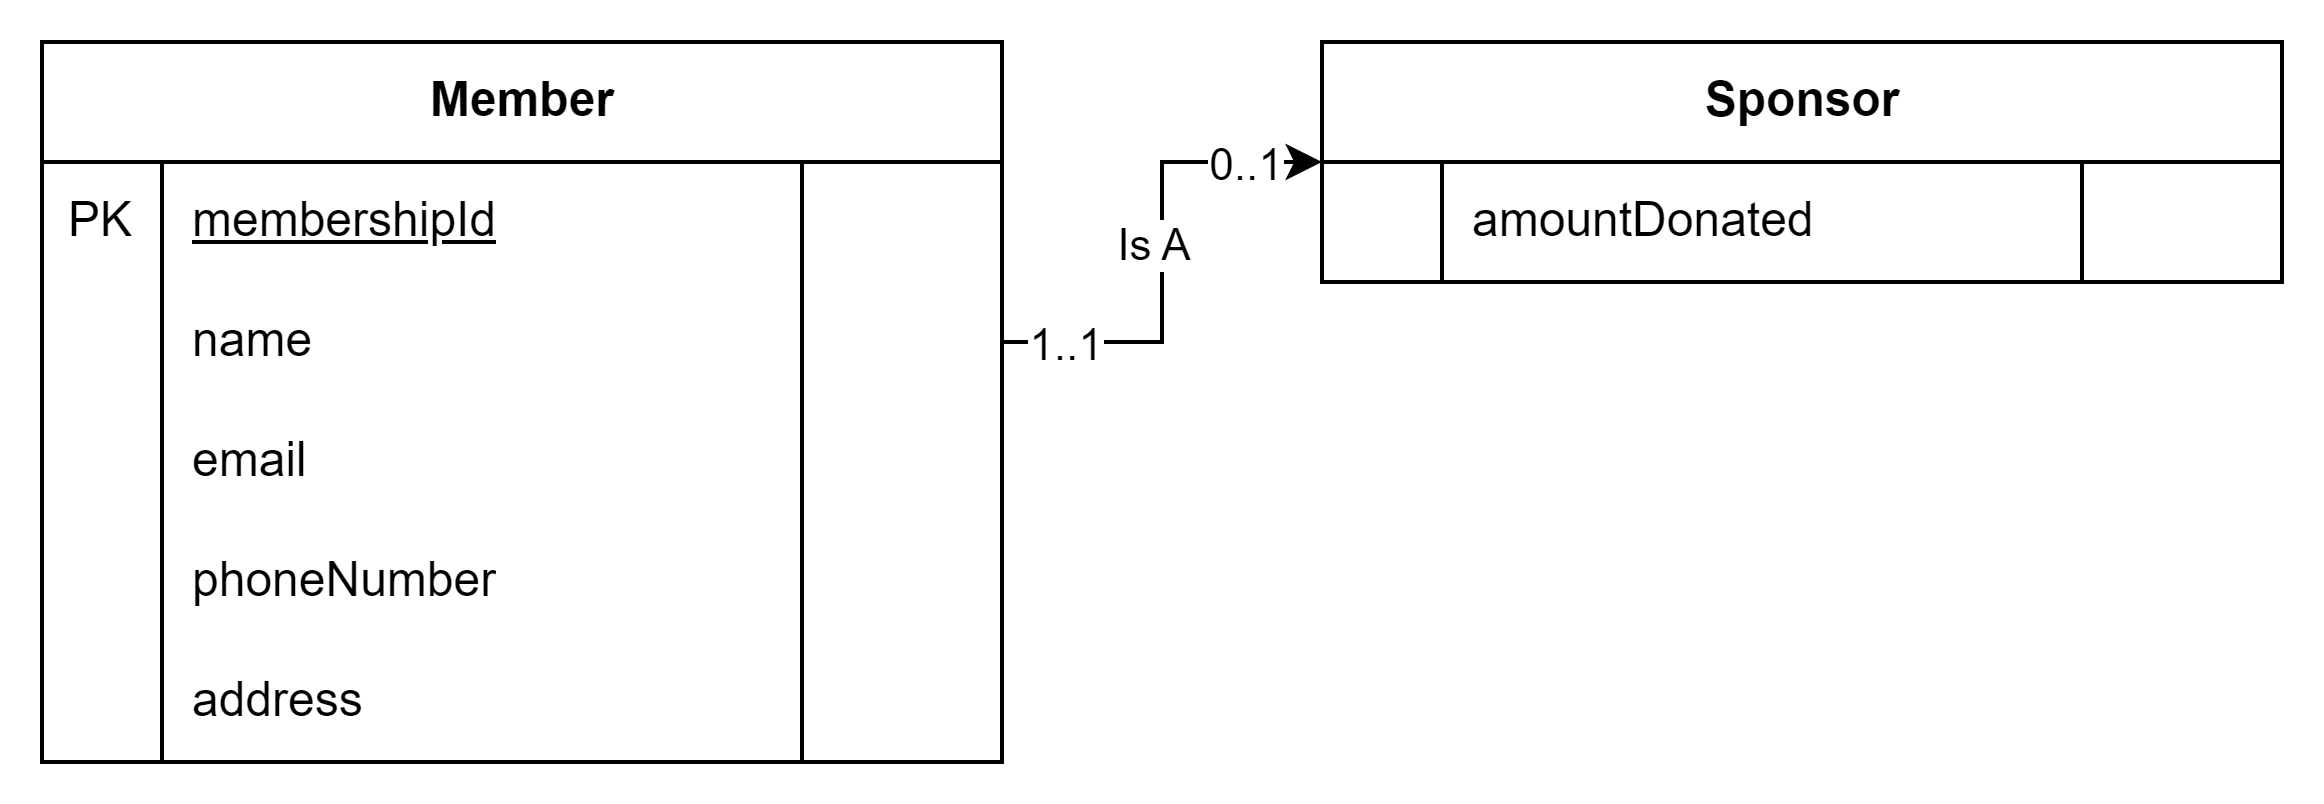 Member
PK membershipId
name
email
phoneNumber
address
1..1
Is A
0..1
Sponsor
amountDonated